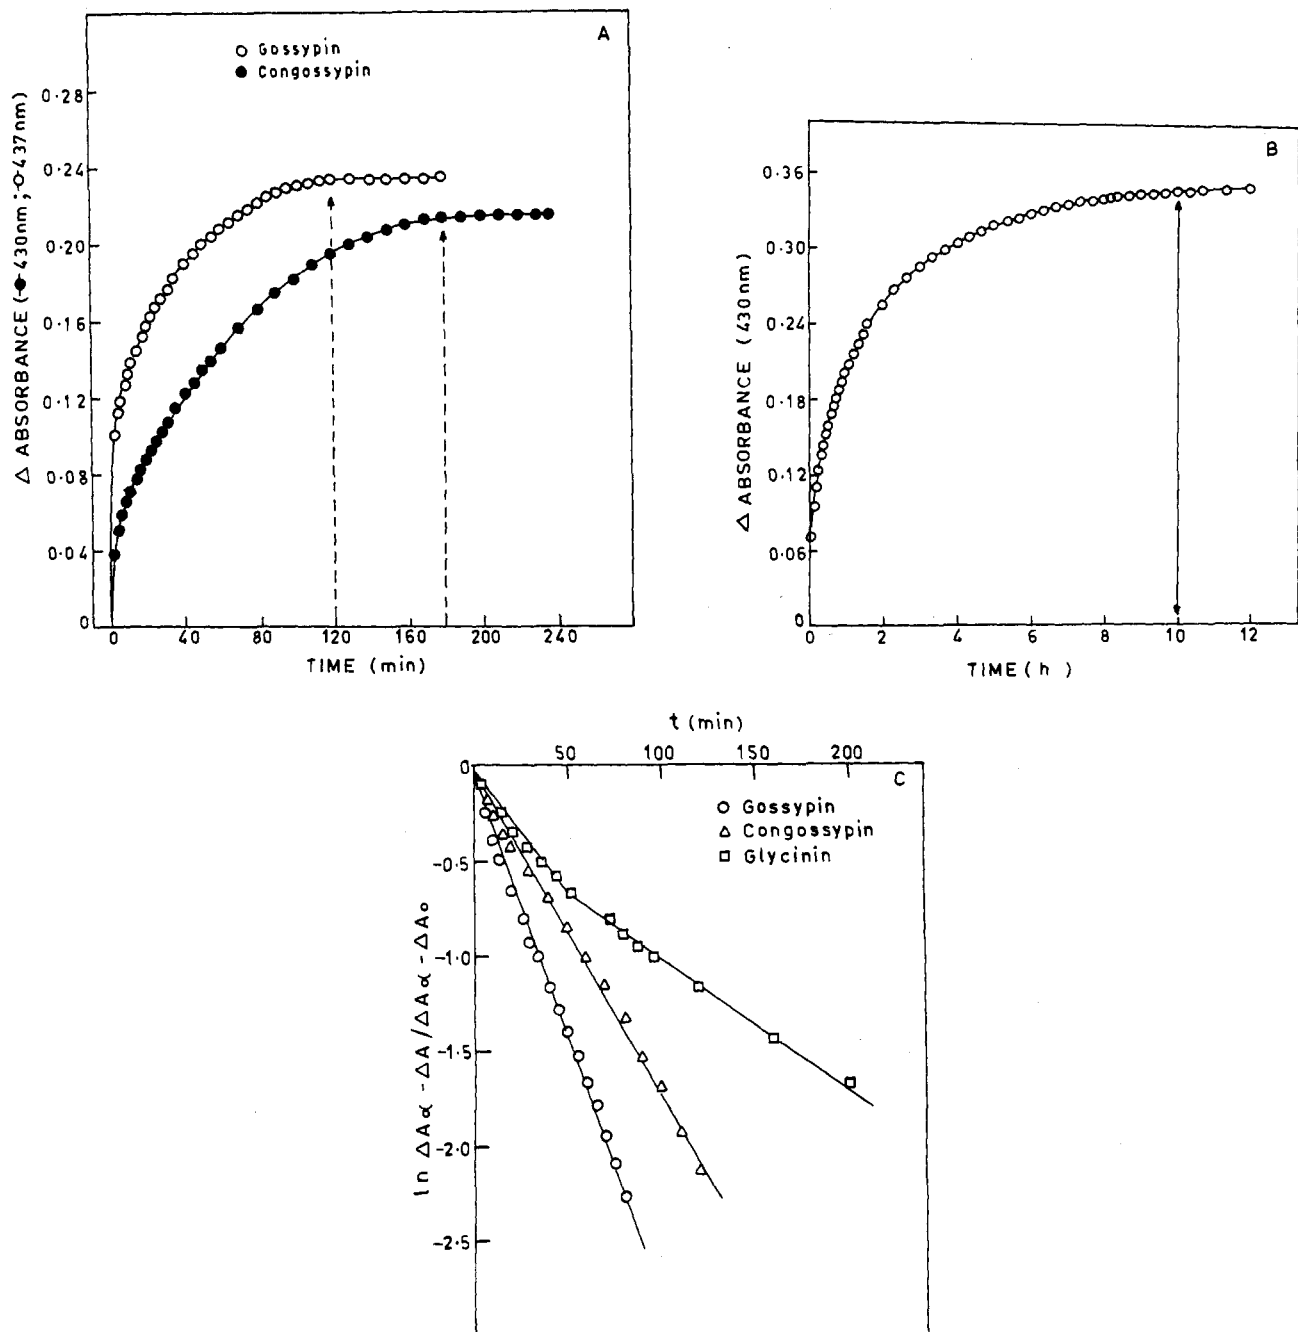 A
○ Gossypin
● Congossypin
Δ ABSORBANCE (-●-430nm; -○-437nm)
0·28
0·24
0·20
0·16
0·12
0·08
0·04
0
0 40 80 120 160 200 240
TIME (min)
B
Δ ABSORBANCE (430nm)
0·36
0·30
0·24
0·18
0·12
0·06
0
0 2 4 6 8 10 12
TIME (h)
t (min)
50 100 150 200
C
○ Gossypin
△ Congossypin
□ Glycinin
ln ΔAα - ΔA / ΔAα - ΔA₀
0
-0·5
-1·0
-1·5
-2·0
-2·5